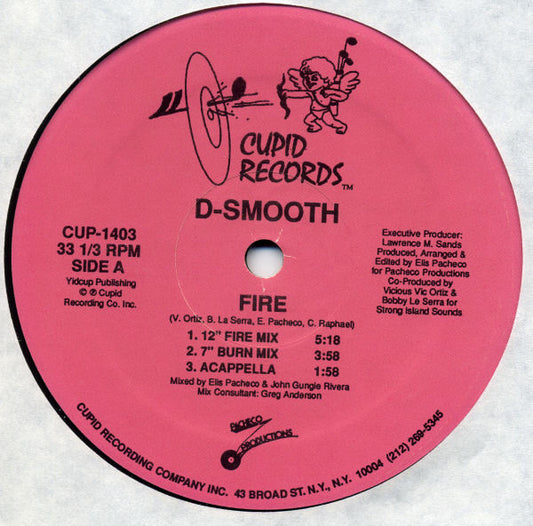 CUPID
RECORDS™
D-SMOOTH
CUP-1403
33 1/3 RPM
SIDE A
Yidcup Publishing
© ℗ Cupid
Recording Co. Inc.
Executive Producer:
Lawrence M. Sands
Produced, Arranged &
Edited by Elis Pacheco
for Pacheco Productions
Co-Produced by
Vicious Vic Ortiz &
Bobby Le Serra for
Strong Island Sounds
FIRE
(V. Ortiz, B. La Serra, E. Pacheco, C. Raphael)
1. 12" FIRE MIX 5:18
2. 7" BURN MIX 3:58
3. ACAPPELLA 1:58
Mixed by Elis Pacheco & John Gungie Rivera
Mix Consultant: Greg Anderson
PACHECO
PRODUCTIONS
CUPID RECORDING COMPANY INC. 43 BROAD ST. N.Y., N.Y. 10004 (212) 269-5345